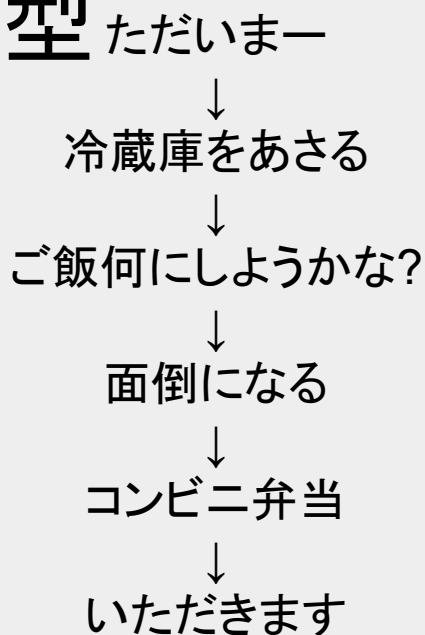 型 ただいまー
↓
冷蔵庫をあさる
↓
ご飯何にしようかな?
↓
面倒になる
↓
コンビニ弁当
↓
いただきます